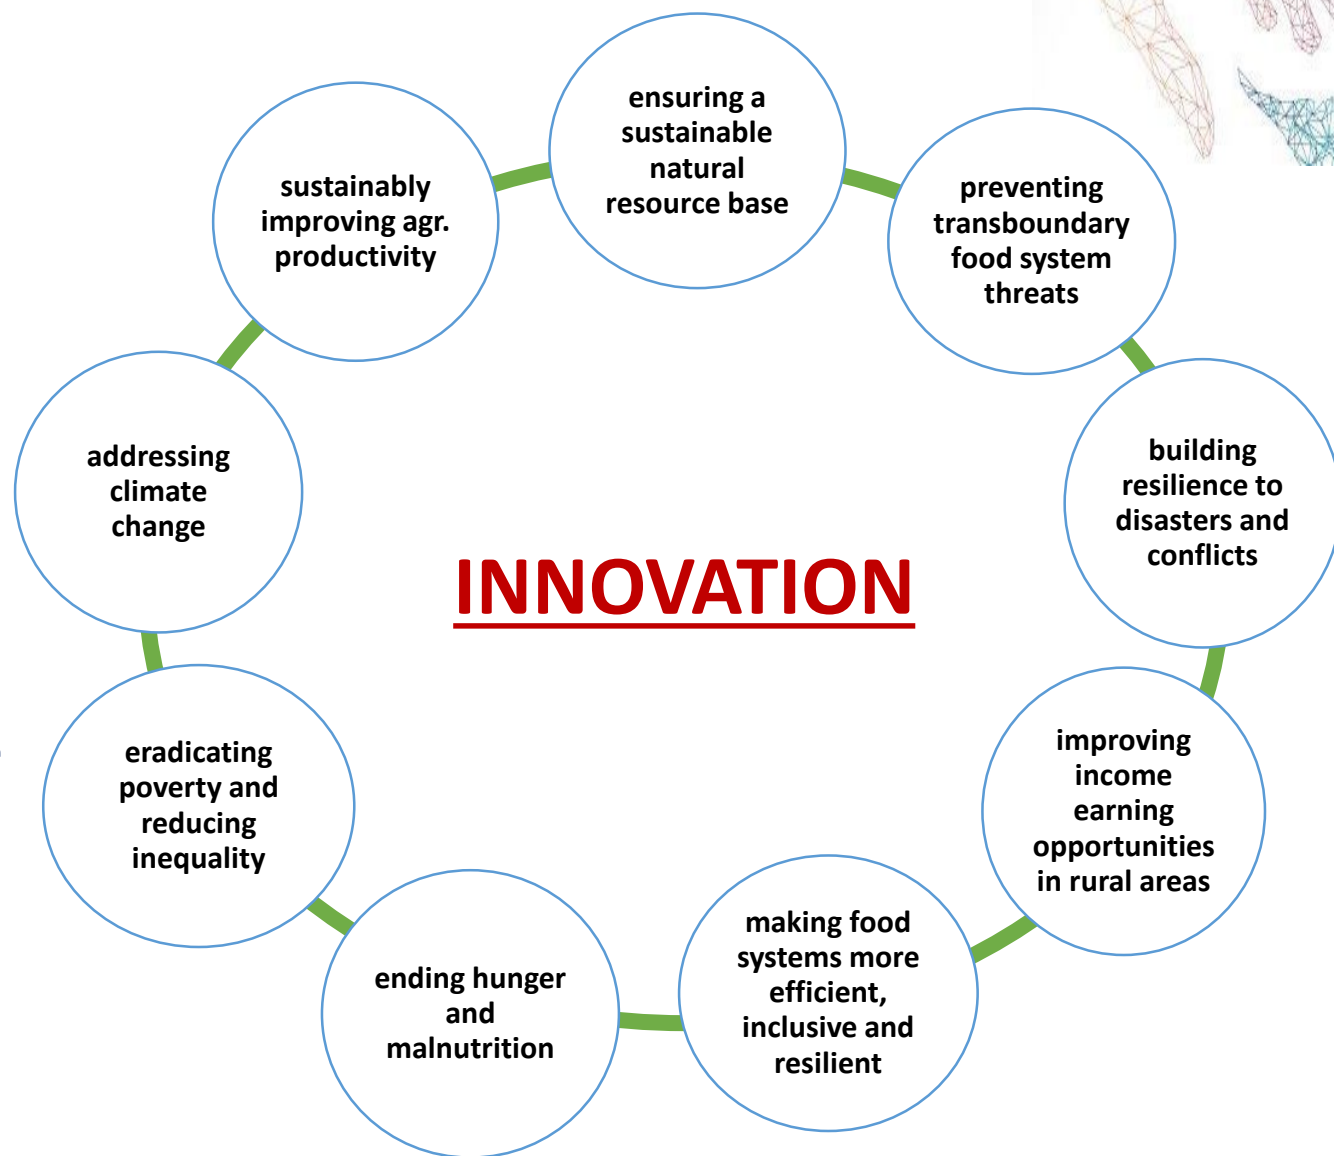 ensuring a
sustainable
natural
resource base
preventing
transboundary
food system
threats
building
resilience to
disasters and
conflicts
improving
income
earning
opportunities
in rural areas
making food
systems more
efficient,
inclusive and
resilient
ending hunger
and
malnutrition
eradicating
poverty and
reducing
inequality
addressing
climate
change
sustainably
improving agr.
productivity
INNOVATION